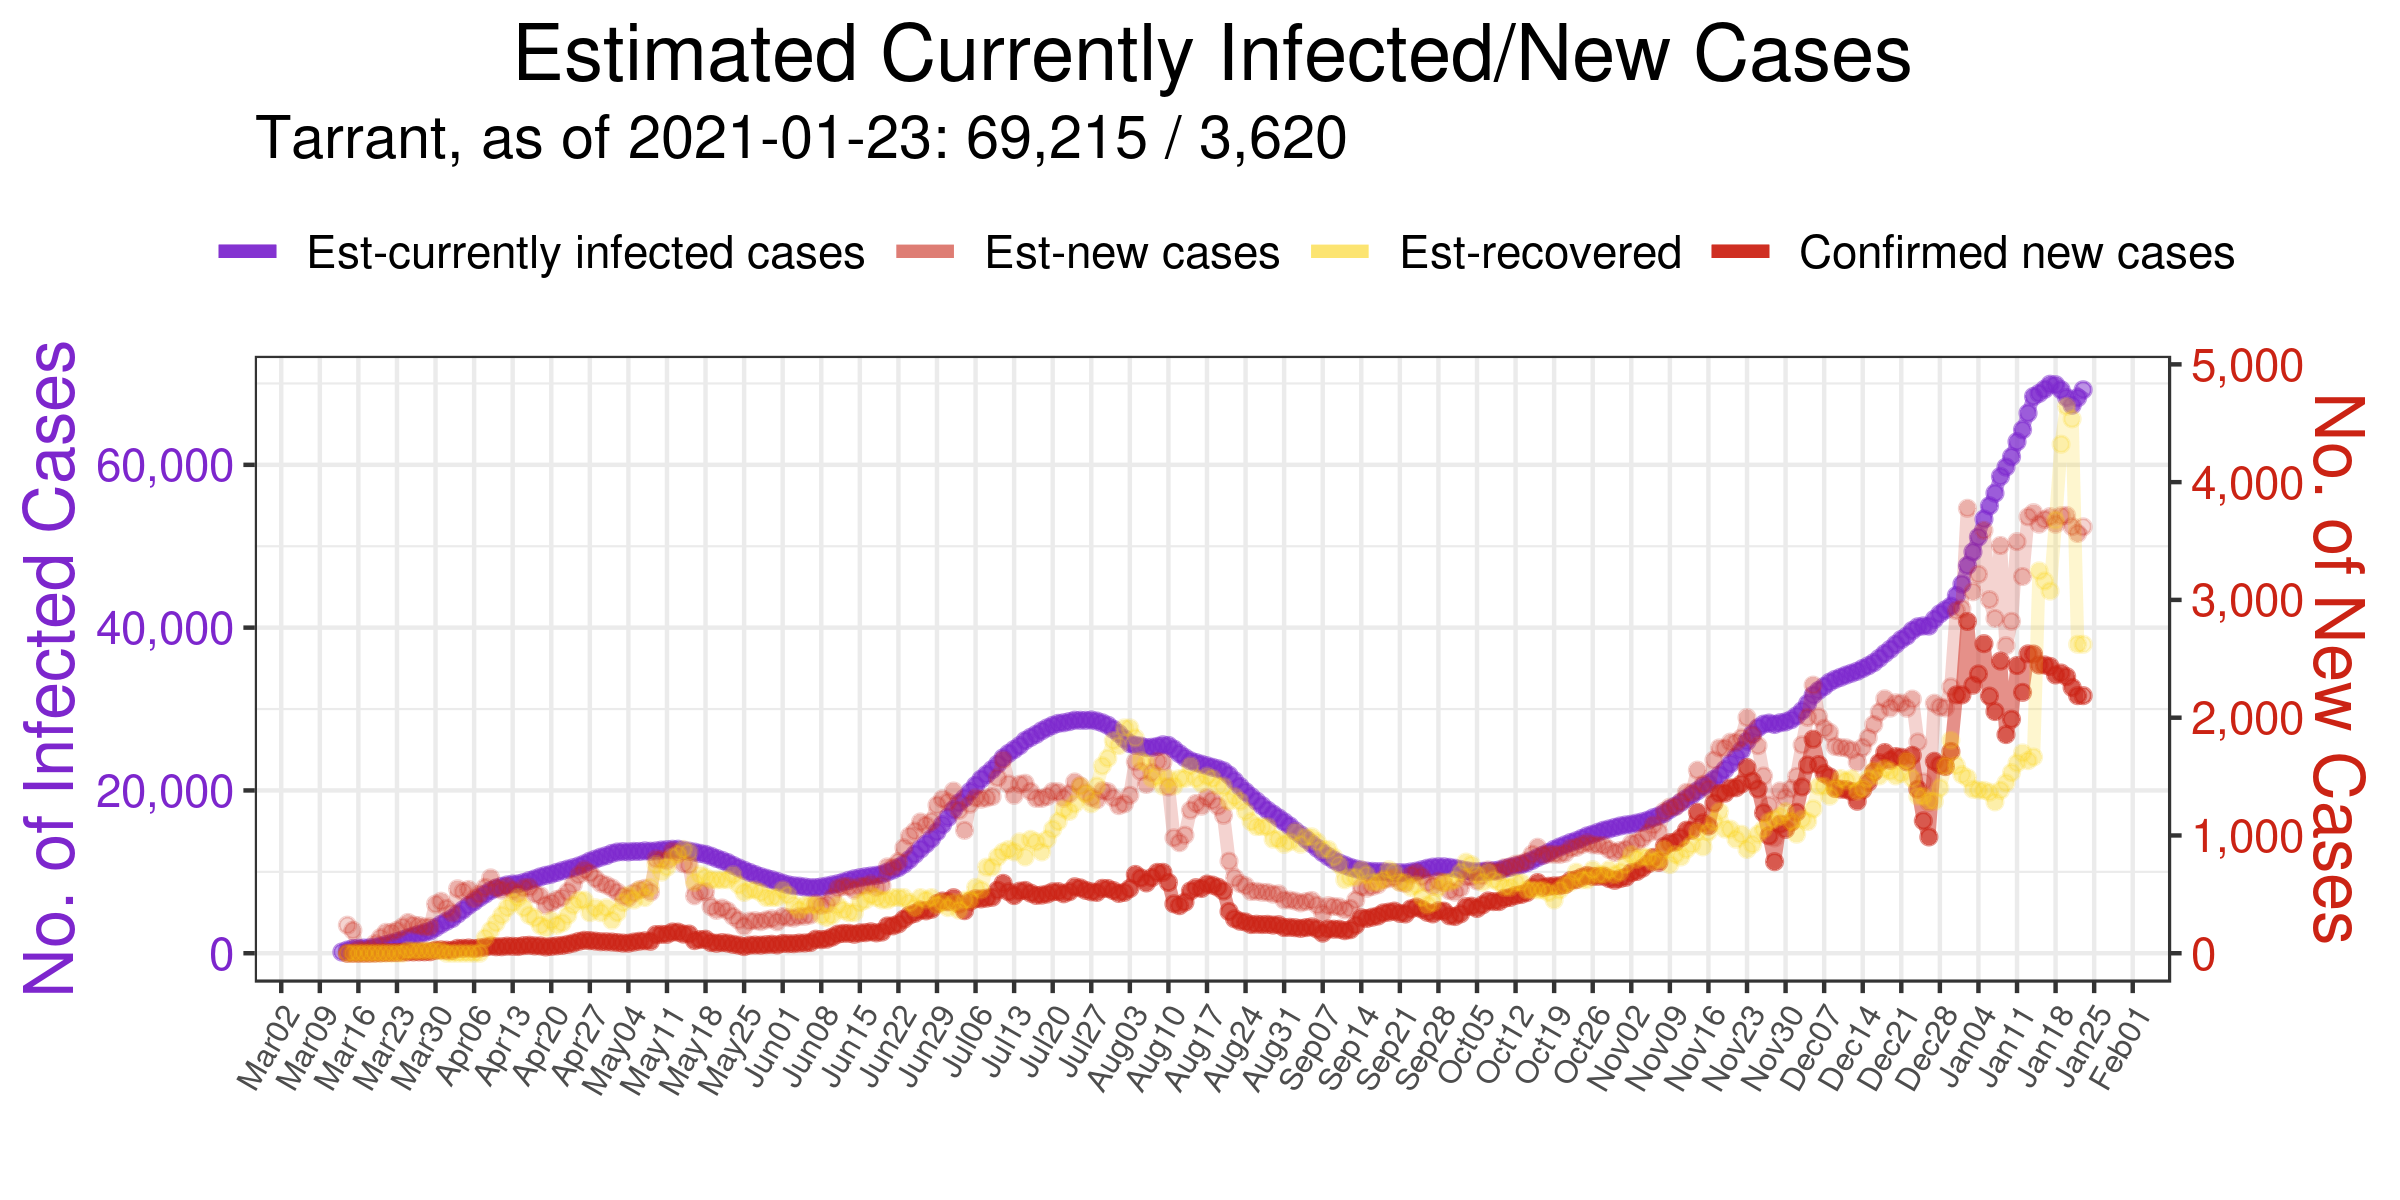 Estimated Currently Infected/New Cases
Tarrant, as of 2021-01-23: 69,215 / 3,620
Est-currently infected cases Est-new cases Est-recovered Confirmed new cases
No. of Infected Cases
60,000
40,000
20,000
0
5,000
4,000
3,000
2,000
1,000
0
No. of New Cases
Mar02 Mar09 Mar16 Mar23 Mar30 Apr06 Apr13 Apr20 Apr27 May04 May11 May18 May25 Jun01 Jun08 Jun15 Jun22 Jun29 Jul06 Jul13 Jul20 Jul27 Aug03 Aug10 Aug17 Aug24 Aug31 Sep07 Sep14 Sep21 Sep28 Oct05 Oct12 Oct19 Oct26 Nov02 Nov09 Nov16 Nov23 Nov30 Dec07 Dec14 Dec21 Dec28 Jan04 Jan11 Jan18 Jan25 Feb01